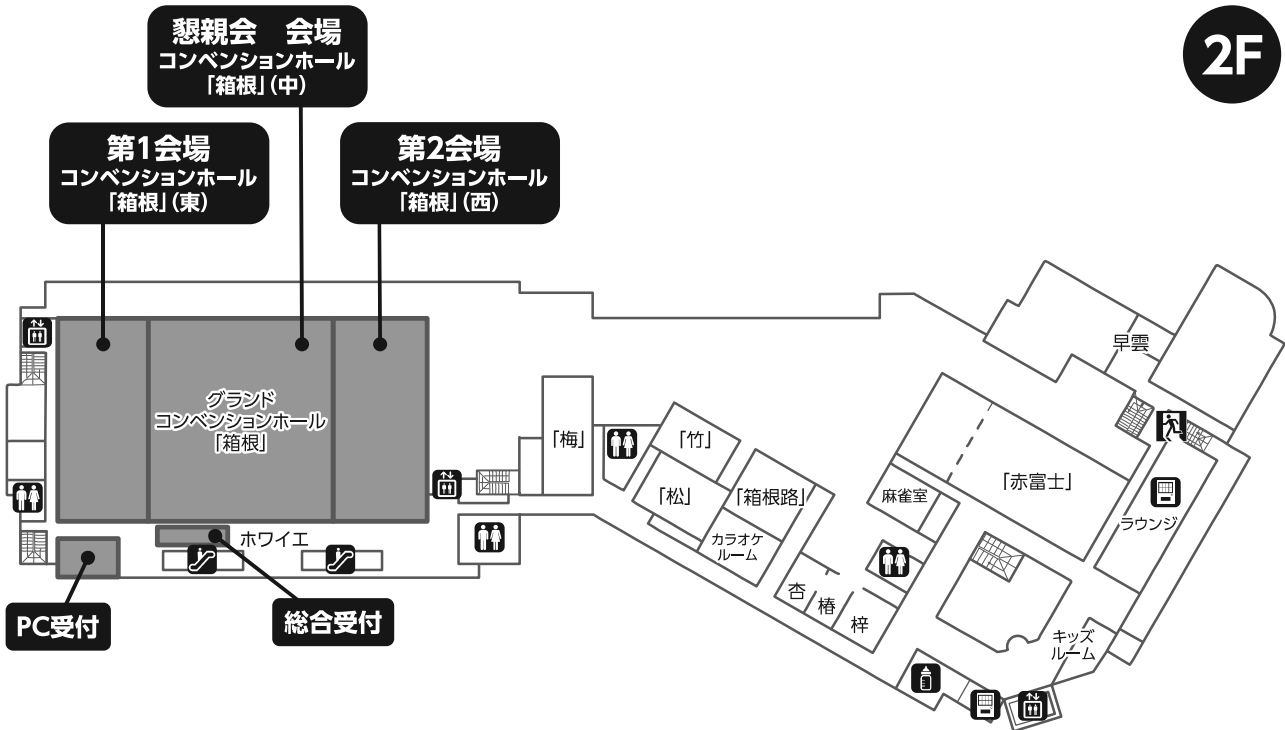 2F
懇親会　会場
コンベンションホール
「箱根」(中)
第1会場
コンベンションホール
「箱根」(東)
第2会場
コンベンションホール
「箱根」(西)
グランド
コンベンションホール
「箱根」
ホワイエ
PC受付
総合受付
「梅」
「竹」
「松」
「箱根路」
カラオケ
ルーム
麻雀室
「赤富士」
早雲
ラウンジ
杏
椿
梓
キッズ
ルーム